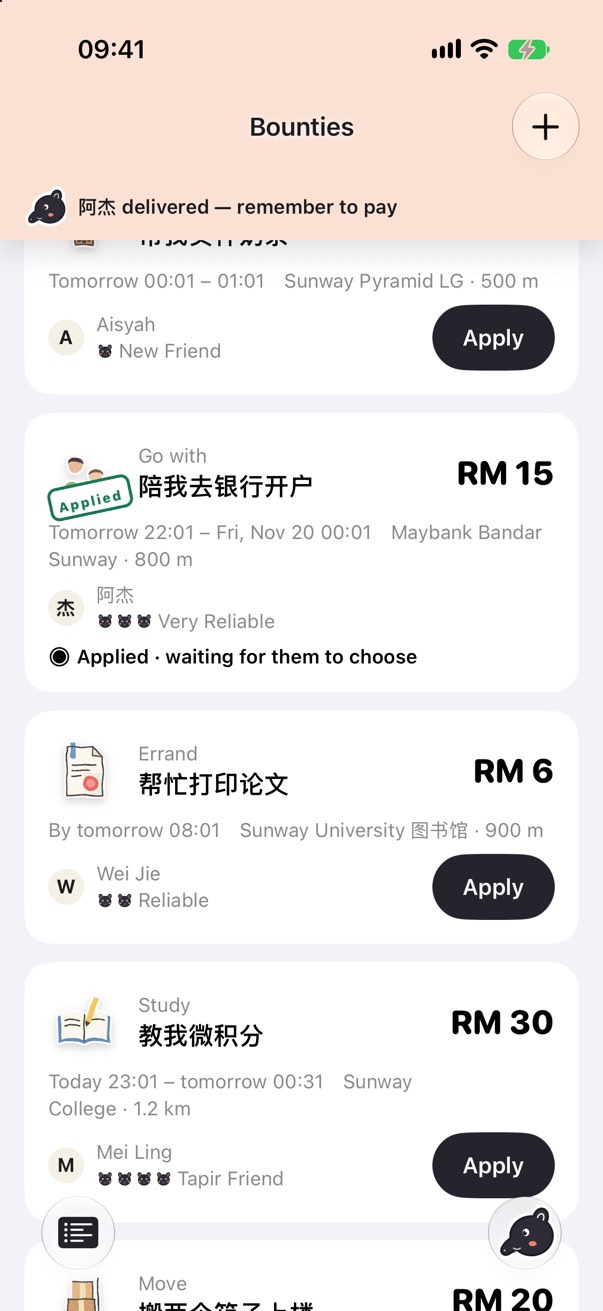 09:41
Bounties
阿杰 delivered — remember to pay
Tomorrow 00:01 – 01:01 Sunway Pyramid LG · 500 m
A
Aisyah
New Friend
Apply
Go with
陪我去银行开户
RM 15
Applied
Tomorrow 22:01 – Fri, Nov 20 00:01 Maybank Bandar
Sunway · 800 m
杰
阿杰
Very Reliable
Applied · waiting for them to choose
Errand
帮忙打印论文
RM 6
By tomorrow 08:01 Sunway University 图书馆 · 900 m
W
Wei Jie
Reliable
Apply
Study
教我微积分
RM 30
Today 23:01 – tomorrow 00:31 Sunway
College · 1.2 km
M
Mei Ling
Tapir Friend
Apply
Move
RM 20